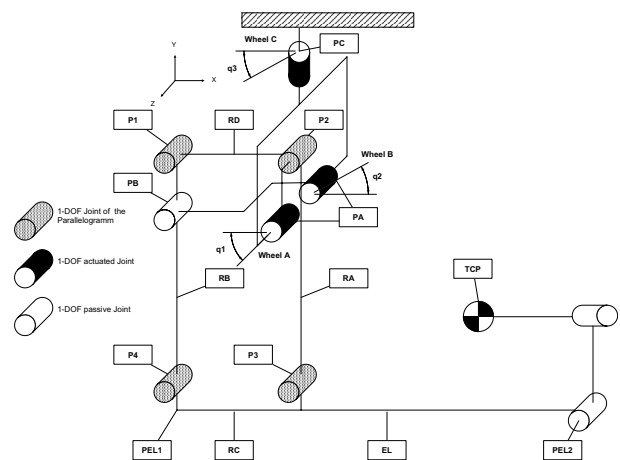 Wheel C
PC
Y
q3
X
Z
P1
RD
P2
PB
Wheel B
q2
1-DOF Joint of the
Parallelogramm
PA
q1
Wheel A
1-DOF actuated Joint
TCP
RB
RA
1-DOF passive Joint
P4
P3
PEL1
RC
EL
PEL2